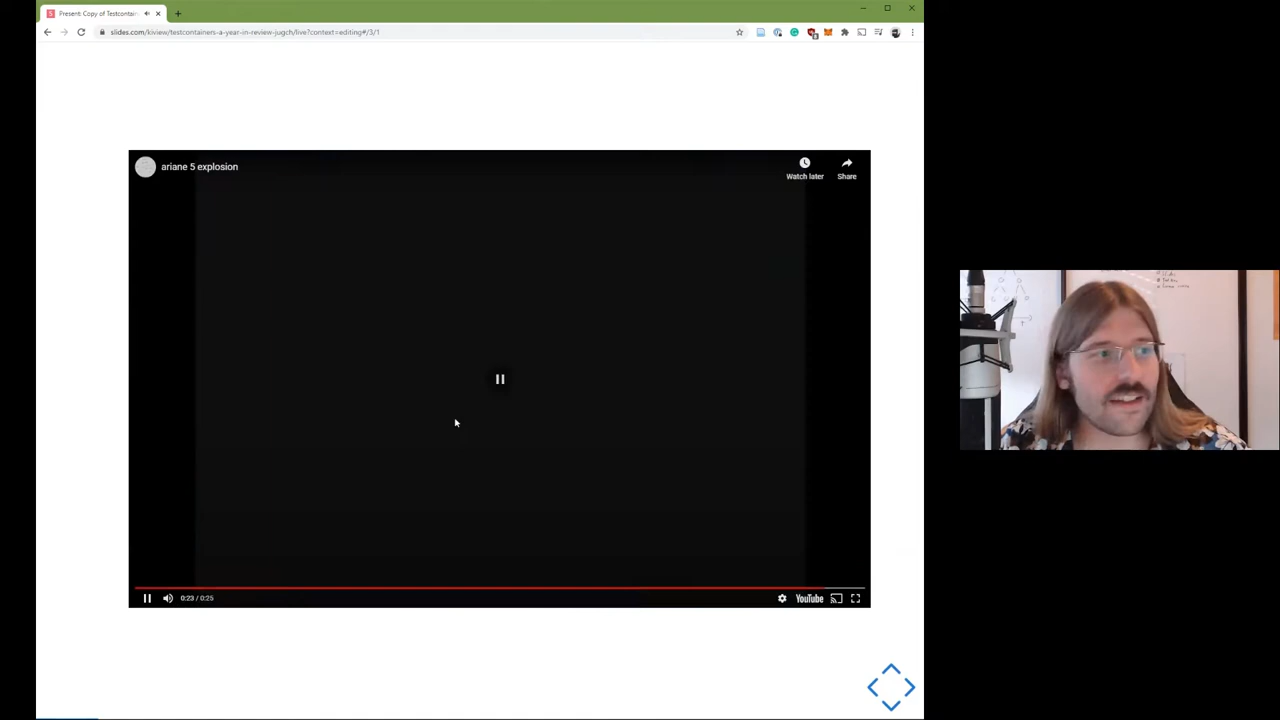 Present: Copy of Testcontain
slides.com/kiview/testcontainers-a-year-in-review-jugch/live?context=editing#/3/1
ariane 5 explosion
Watch later
Share
0:23 / 0:25
YouTube